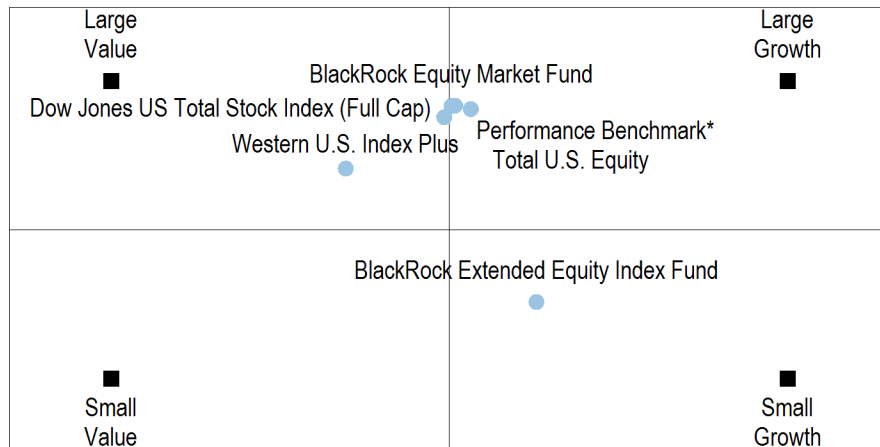 Large
Value
Large
Growth
BlackRock Equity Market Fund
Dow Jones US Total Stock Index (Full Cap)
Performance Benchmark*
Western U.S. Index Plus
Total U.S. Equity
BlackRock Extended Equity Index Fund
Small
Value
Small
Growth